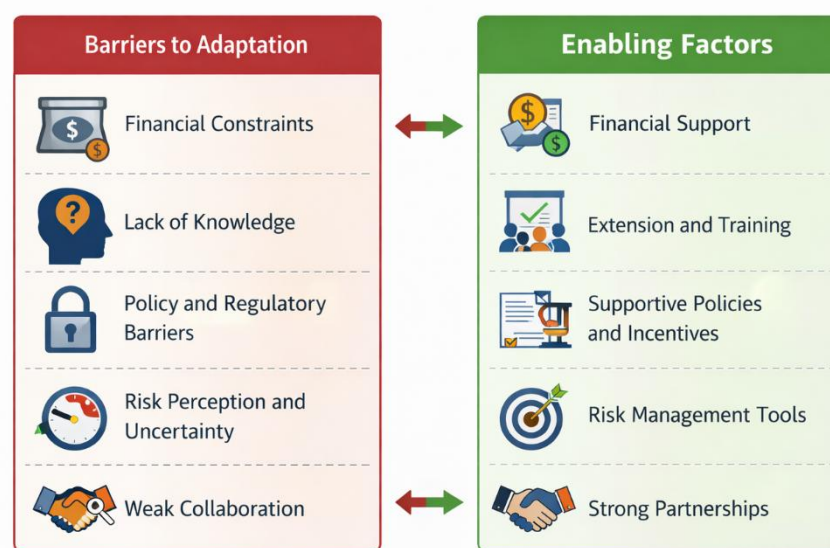 Barriers to Adaptation
Financial Constraints
Lack of Knowledge
Policy and Regulatory
Barriers
Risk Perception and
Uncertainty
Weak Collaboration
Enabling Factors
Financial Support
Extension and Training
Supportive Policies
and Incentives
Risk Management Tools
Strong Partnerships